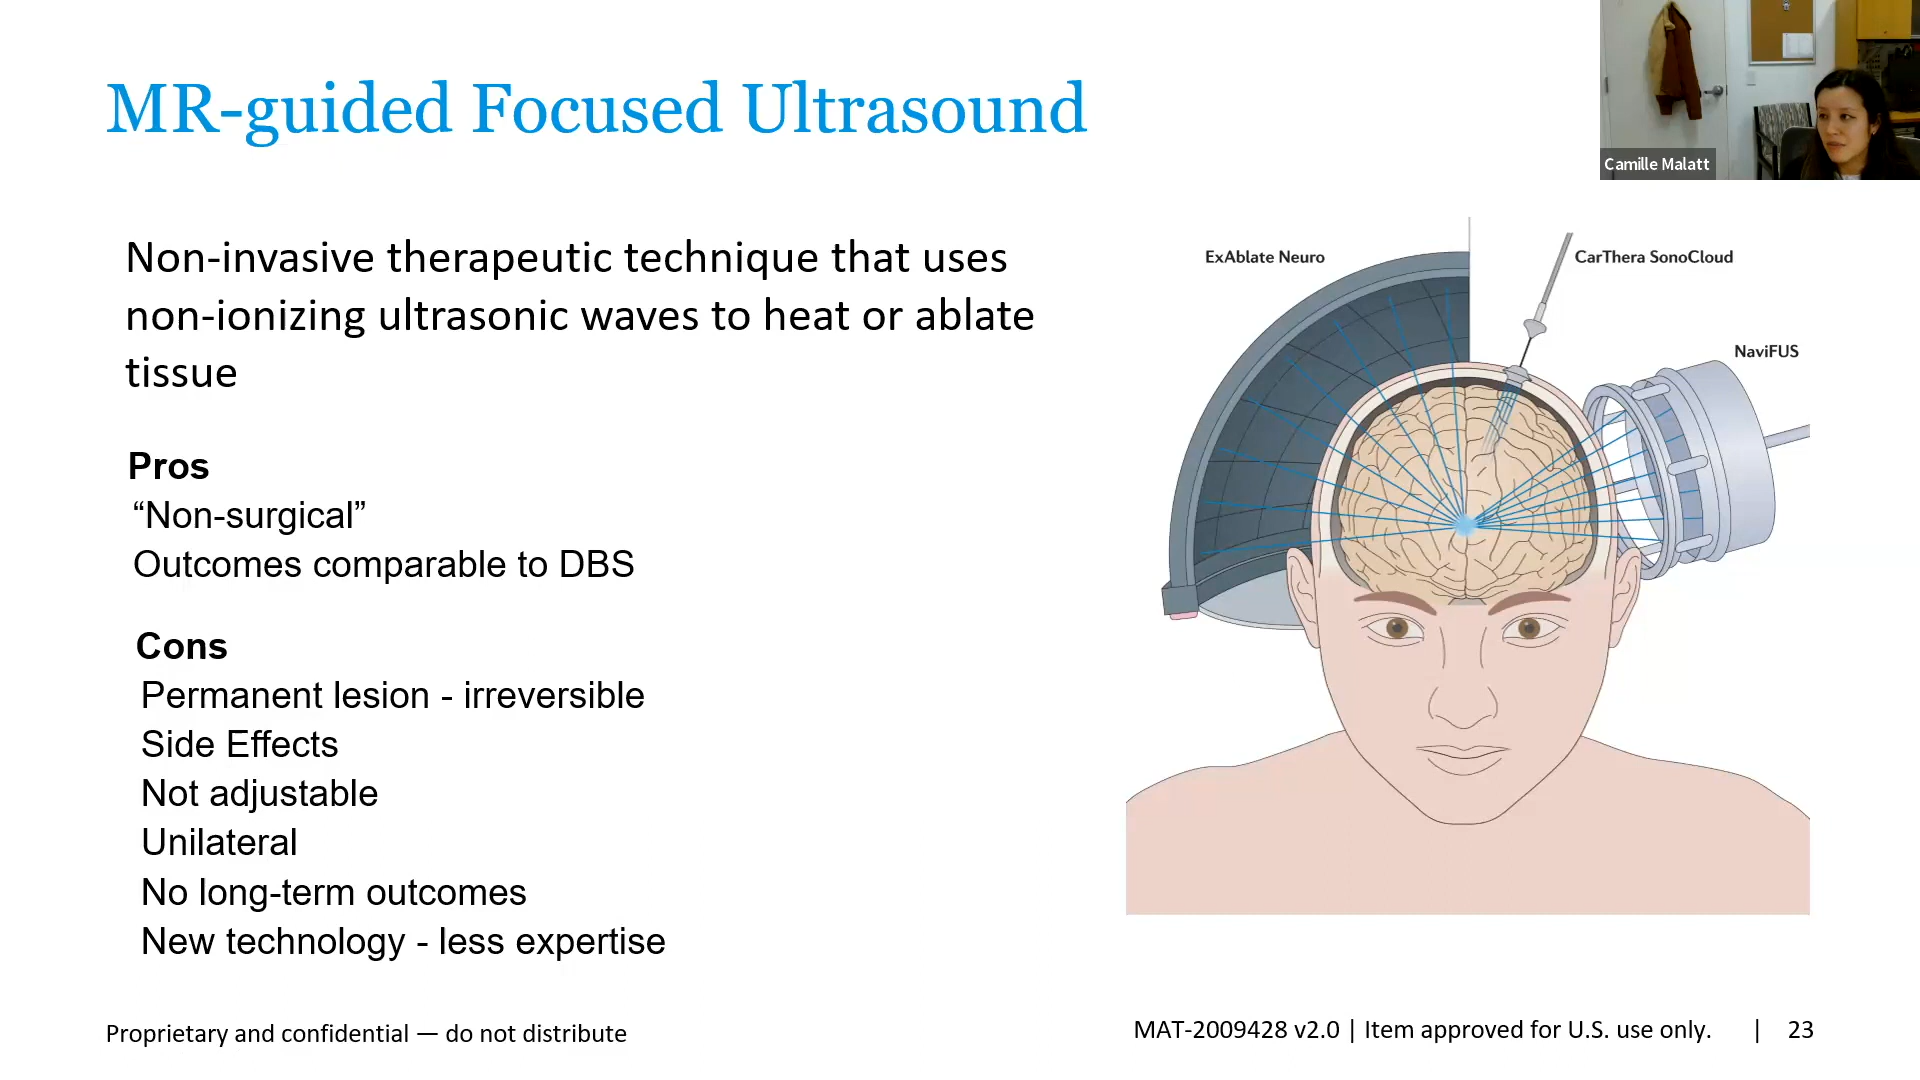 MR-guided Focused Ultrasound
Camille Malatt
Non-invasive therapeutic technique that uses
non-ionizing ultrasonic waves to heat or ablate
tissue
Pros
“Non-surgical”
Outcomes comparable to DBS
Cons
Permanent lesion - irreversible
Side Effects
Not adjustable
Unilateral
No long-term outcomes
New technology - less expertise
ExAblate Neuro
CarThera SonoCloud
NaviFUS
Proprietary and confidential — do not distribute
MAT-2009428 v2.0 | Item approved for U.S. use only. | 23